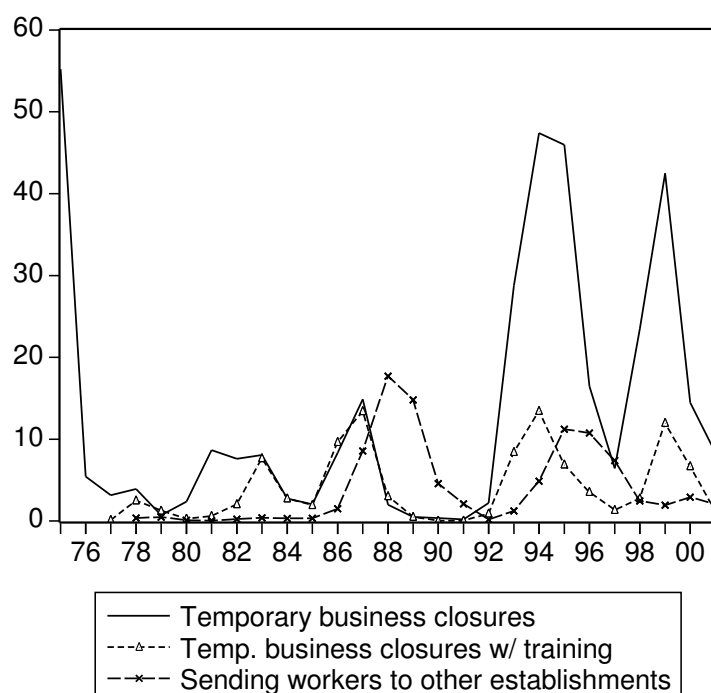 60
50
40
30
20
10
0
76 78 80 82 84 86 88 90 92 94 96 98 00
Temporary business closures
Temp. business closures w/ training
Sending workers to other establishments